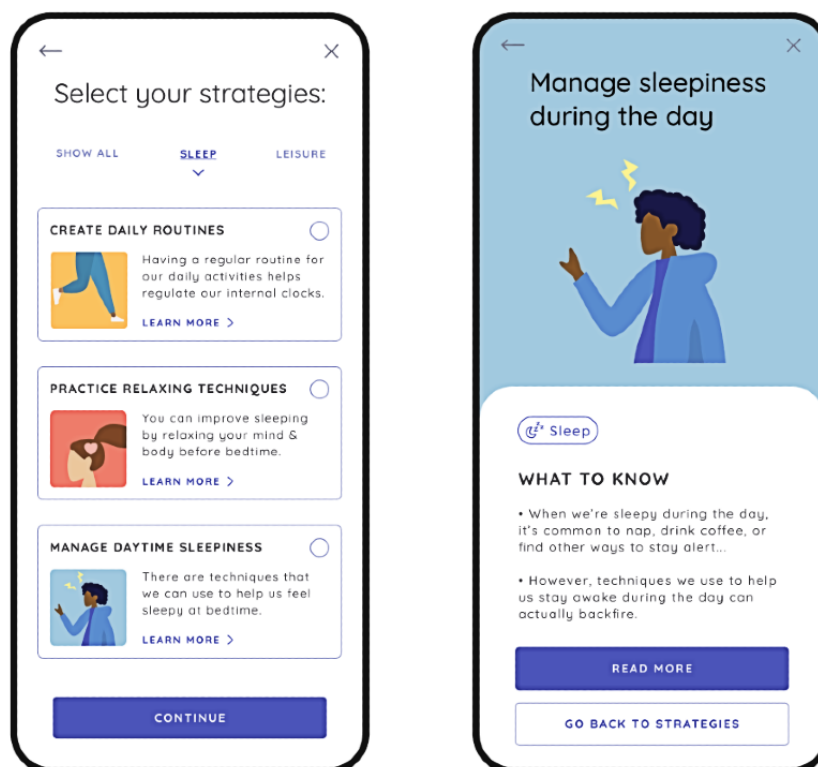 Select your strategies:
SHOW ALL SLEEP LEISURE
CREATE DAILY ROUTINES
Having a regular routine for
our daily activities helps
regulate our internal clocks.
LEARN MORE >
PRACTICE RELAXING TECHNIQUES
You can improve sleeping
by relaxing your mind &
body before bedtime.
LEARN MORE >
MANAGE DAYTIME SLEEPINESS
There are techniques that
we can use to help us feel
sleepy at bedtime.
LEARN MORE >
CONTINUE
Manage sleepiness
during the day
Sleep
WHAT TO KNOW
• When we're sleepy during the day,
it's common to nap, drink coffee, or
find other ways to stay alert...
• However, techniques we use to help
us stay awake during the day can
actually backfire.
READ MORE
GO BACK TO STRATEGIES